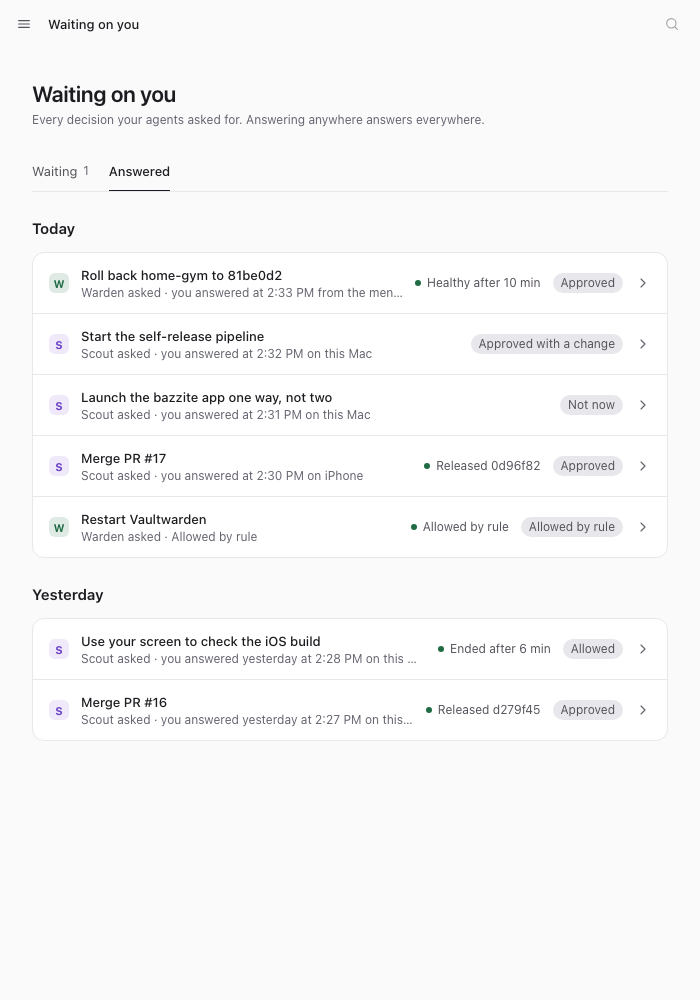 Waiting on you
Waiting on you
Every decision your agents asked for. Answering anywhere answers everywhere.
Waiting 1 Answered
Today
W Roll back home-gym to 81be0d2
Warden asked · you answered at 2:33 PM from the men… Healthy after 10 min Approved
S Start the self-release pipeline
Scout asked · you answered at 2:32 PM on this Mac Approved with a change
S Launch the bazzite app one way, not two
Scout asked · you answered at 2:31 PM on this Mac Not now
S Merge PR #17
Scout asked · you answered at 2:30 PM on iPhone Released 0d96f82 Approved
W Restart Vaultwarden
Warden asked · Allowed by rule Allowed by rule Allowed by rule
Yesterday
S Use your screen to check the iOS build
Scout asked · you answered yesterday at 2:28 PM on this … Ended after 6 min Allowed
S Merge PR #16
Scout asked · you answered yesterday at 2:27 PM on this… Released d279f45 Approved